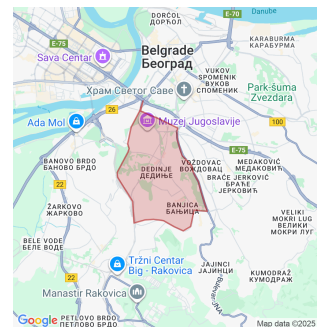 DORĆOL
ДОРЋОЛ
E-70
Danube
E-75
Belgrade
Београд
KARABURMA
КАРАБУРМА
Sava Centar
VUKOV
SPOMENIK
ВУКОВ
СПОМЕНИК
Храм Светог Саве
Park-šuma
Zvezdara
26
Ada Mol
Muzej Jugoslavije
E-75
BANOVO BRDO
БАНОВО БРДО
DEDINJE
ДЕДИЊЕ
VOŽDOVAC
ВОЖДОВАЦ
MEDAKOVIĆ
МЕДАКОВИЋ
BRAĆE JERKOVIĆ
БРАЋЕ
ЈЕРКОВИЋ
22
ŽARKOVO
ЖАРКОВО
BANJICA
БАЊИЦА
VELIKI
MOKRI LUG
ВЕЛИКИ
МОКРИ ЛУГ
BELE VODE
БЕЛЕ ВОДЕ
Tržni Centar
Big - Rakovica
JAJINCI
ЈАЈИНЦИ
KUMODRAŽ
КУМОДРАЖ
22
Manastir Rakovica
Bulevar
PETLOVO BRDO
ПЕТЛОВО БРДО
Google
Map data ©2025